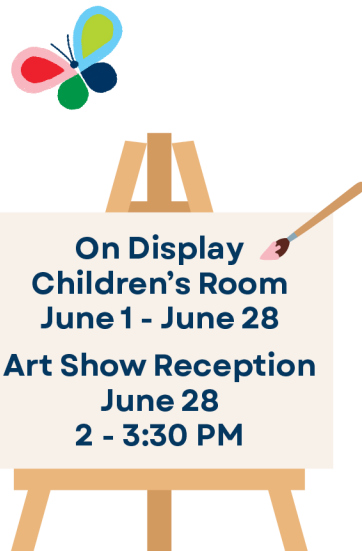 On Display
Children's Room
June 1 - June 28
Art Show Reception
June 28
2 - 3:30 PM